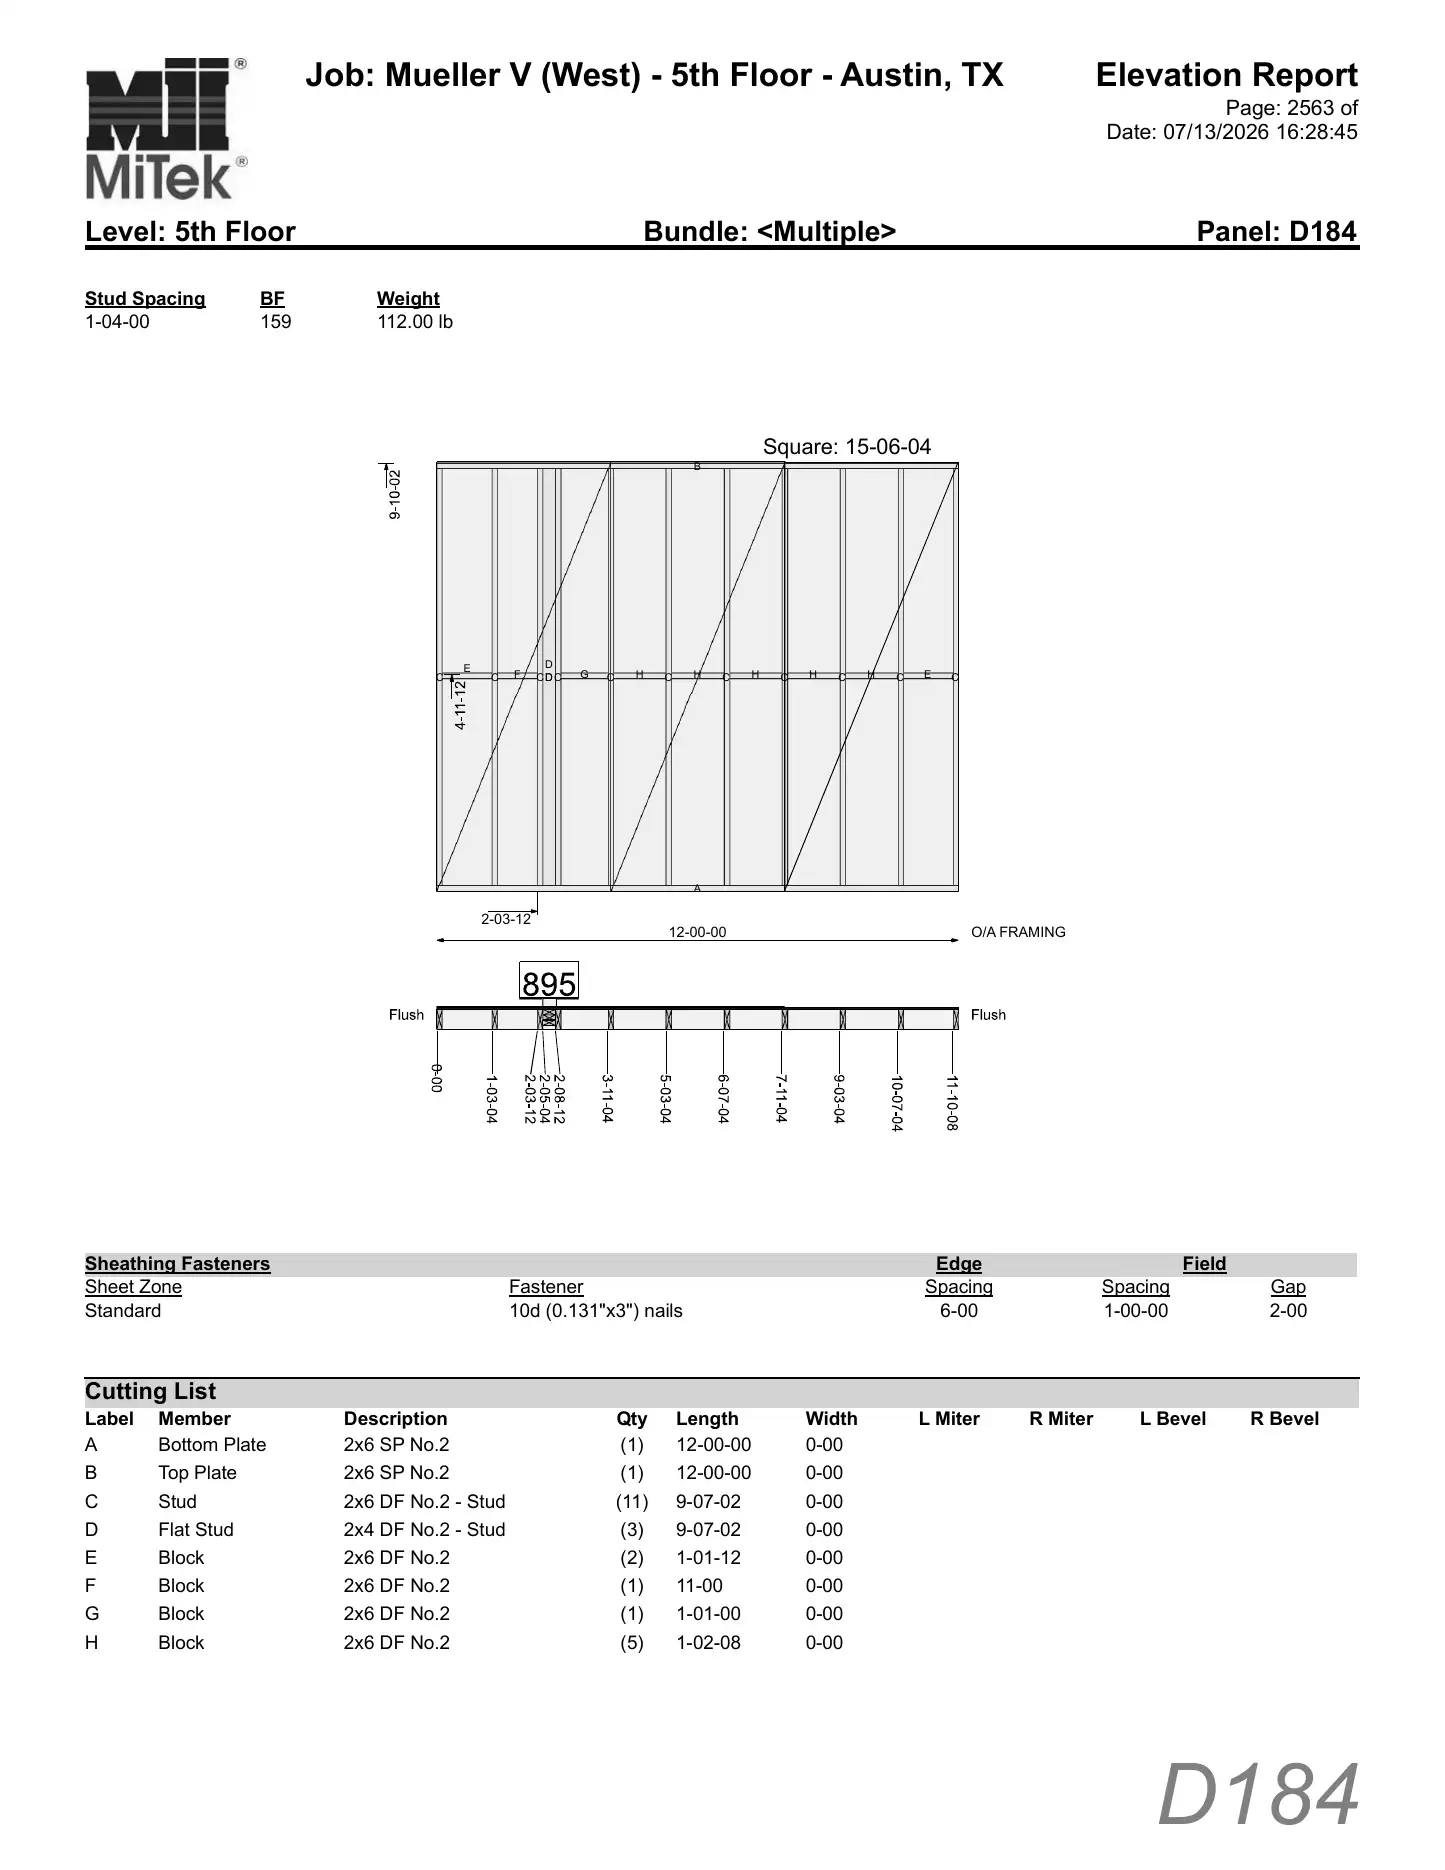 Job: Mueller V (West) - 5th Floor - Austin, TX
Elevation Report
Page: 2563 of
Date: 07/13/2026 16:28:45
MiTek®
Level: 5th Floor Bundle: <Multiple> Panel: D184
Stud Spacing BF Weight
1-04-00 159 112.00 lb
Square: 15-06-04
B
9-10-02
E F D D G H H H H H E
C C C C C C C C C C C
4-11-12
A
2-03-12
12-00-00 O/A FRAMING
895
Flush Flush
0-00 1-03-04 2-03-12 2-05-04 2-08-12 3-11-04 5-03-04 6-07-04 7-11-04 9-03-04 10-07-04 11-10-08
Sheathing Fasteners Edge Field
Sheet Zone Fastener Spacing Spacing Gap
Standard 10d (0.131"x3") nails 6-00 1-00-00 2-00
Cutting List
Label Member Description Qty Length Width L Miter R Miter L Bevel R Bevel
A Bottom Plate 2x6 SP No.2 (1) 12-00-00 0-00
B Top Plate 2x6 SP No.2 (1) 12-00-00 0-00
C Stud 2x6 DF No.2 - Stud (11) 9-07-02 0-00
D Flat Stud 2x4 DF No.2 - Stud (3) 9-07-02 0-00
E Block 2x6 DF No.2 (2) 1-01-12 0-00
F Block 2x6 DF No.2 (1) 11-00 0-00
G Block 2x6 DF No.2 (1) 1-01-00 0-00
H Block 2x6 DF No.2 (5) 1-02-08 0-00
D184